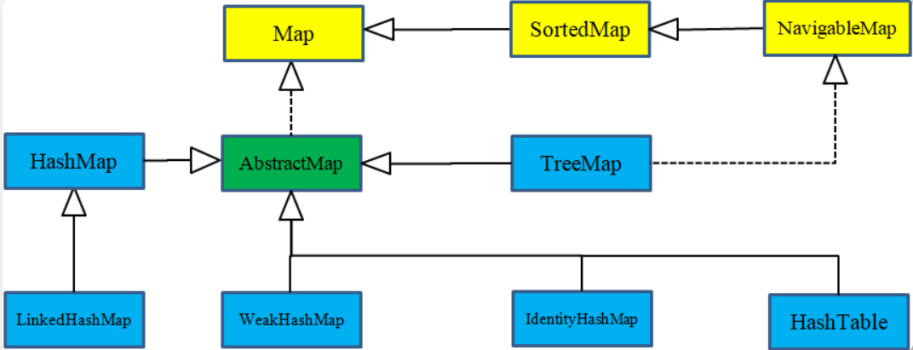 Map
SortedMap
NavigableMap
HashMap
AbstractMap
TreeMap
LinkedHashMap
WeakHashMap
IdentityHashMap
HashTable